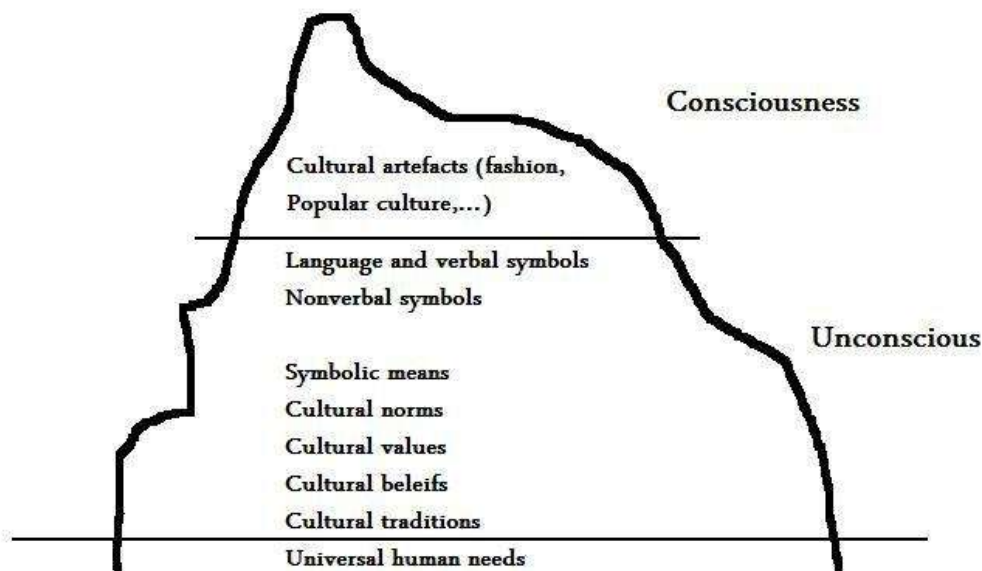 Consciousness
Cultural artefacts (fashion,
Popular culture,...)
Language and verbal symbols
Nonverbal symbols
Unconscious
Symbolic means
Cultural norms
Cultural values
Cultural beleifs
Cultural traditions
Universal human needs